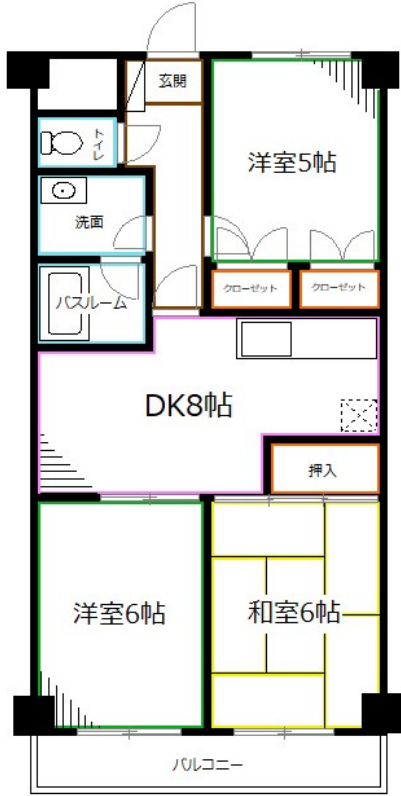 玄関
トイレ
洋室5帖
洗面
クローゼット
クローゼット
バスルーム
DK8帖
押入
洋室6帖
和室6帖
バルコニー